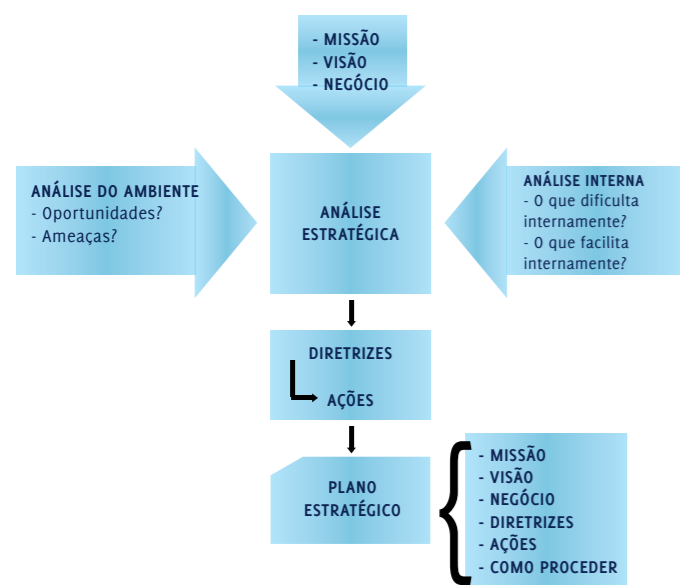 - MISSÃO
- VISÃO
- NEGÓCIO
ANÁLISE DO AMBIENTE
- Oportunidades?
- Ameaças?
ANÁLISE
ESTRATÉGICA
ANÁLISE INTERNA
- O que dificulta
internamente?
- O que facilita
internamente?
DIRETRIZES
AÇÕES
PLANO
ESTRATÉGICO
- MISSÃO
- VISÃO
- NEGÓCIO
- DIRETRIZES
- AÇÕES
- COMO PROCEDER